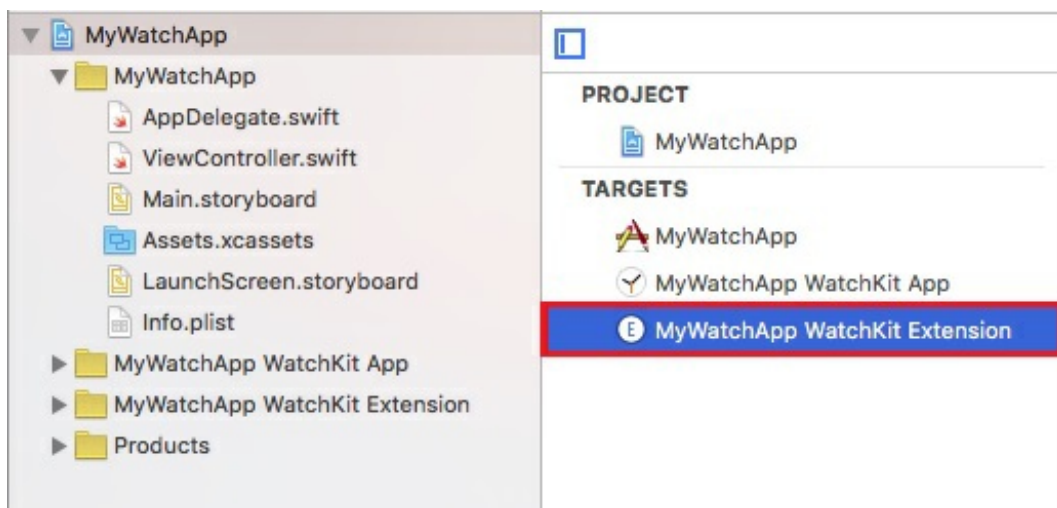 MyWatchApp
MyWatchApp
AppDelegate.swift
ViewController.swift
Main.storyboard
Assets.xcassets
LaunchScreen.storyboard
Info.plist
MyWatchApp WatchKit App
MyWatchApp WatchKit Extension
Products
PROJECT
MyWatchApp
TARGETS
MyWatchApp
MyWatchApp WatchKit App
E MyWatchApp WatchKit Extension